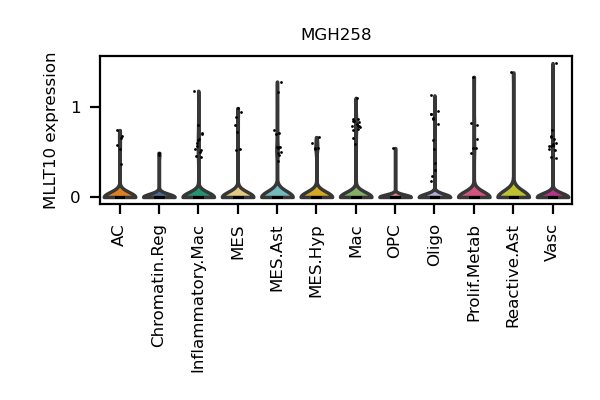 MGH258
MLLT10 expression
1
0
AC
Chromatin.Reg
Inflammatory.Mac
MES
MES.Ast
MES.Hyp
Mac
OPC
Oligo
Prolif.Metab
Reactive.Ast
Vasc